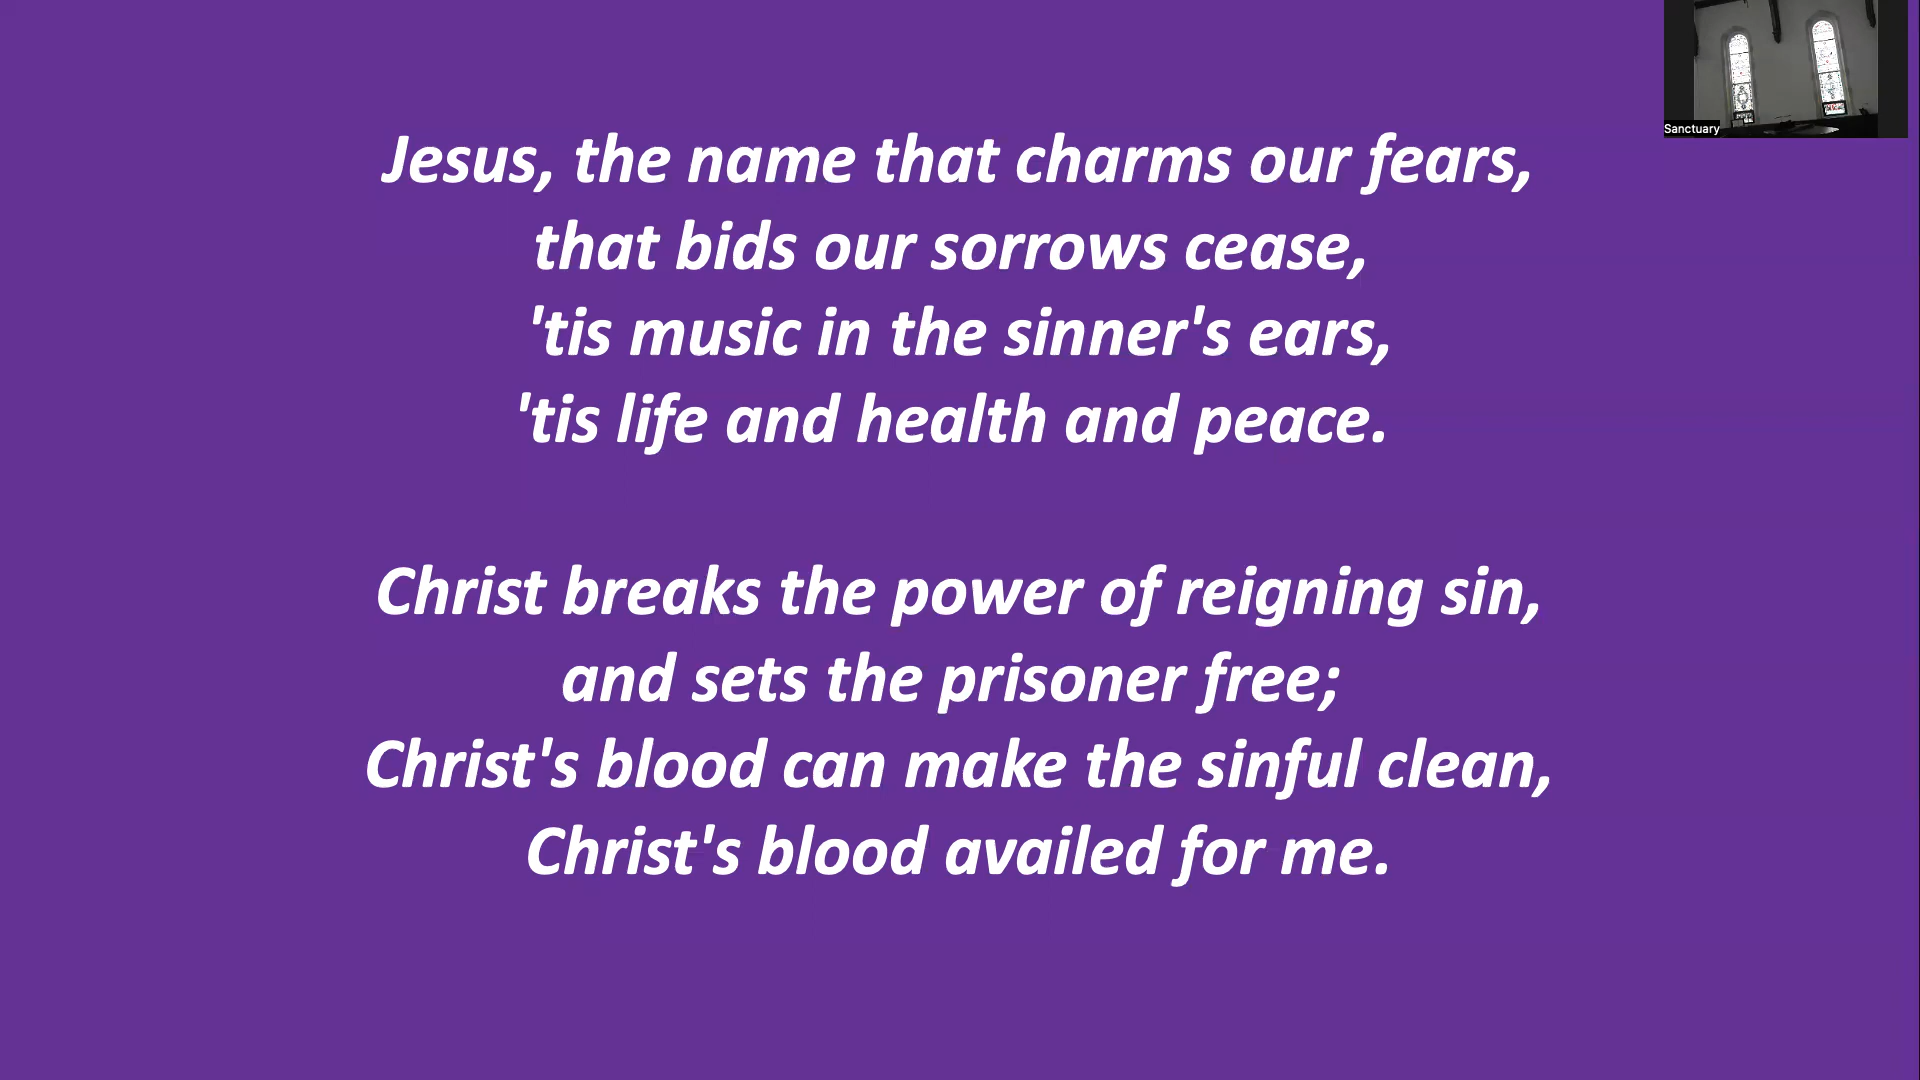 Jesus, the name that charms our fears,
that bids our sorrows cease,
'tis music in the sinner's ears,
'tis life and health and peace.
Christ breaks the power of reigning sin,
and sets the prisoner free;
Christ's blood can make the sinful clean,
Christ's blood availed for me.
Sanctuary